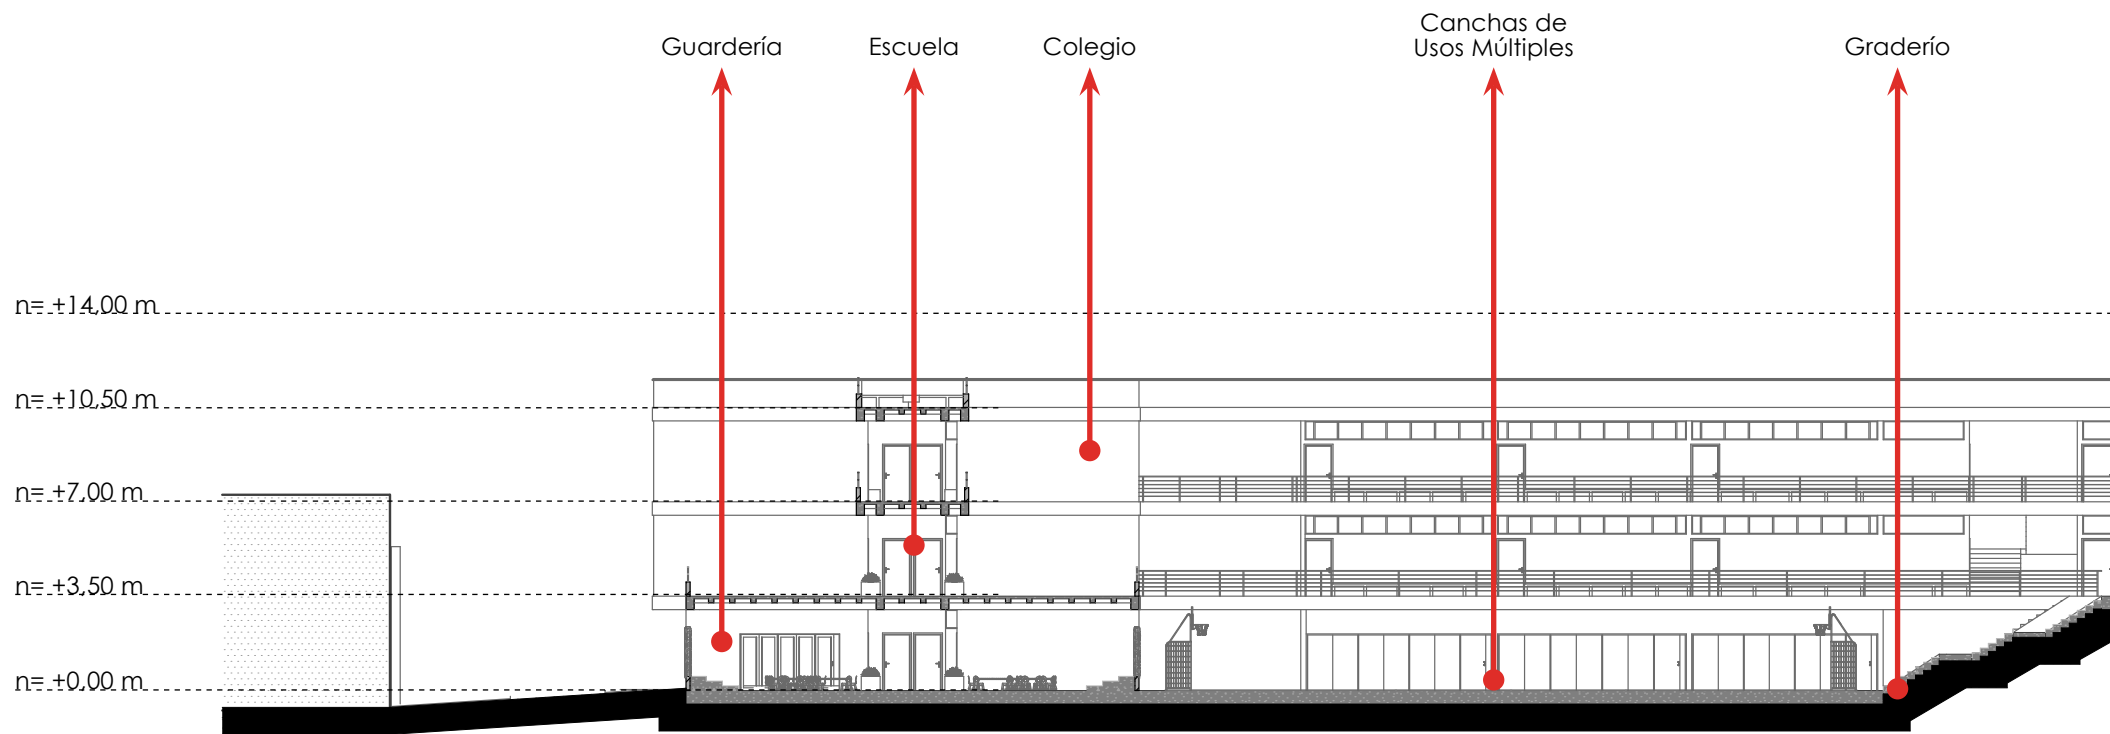 Guardería
Escuela
Colegio
Canchas de
Usos Múltiples
Graderío
n= +14,00 m
n= +10,50 m
n= +7,00 m
n= +3,50 m
n= +0,00 m